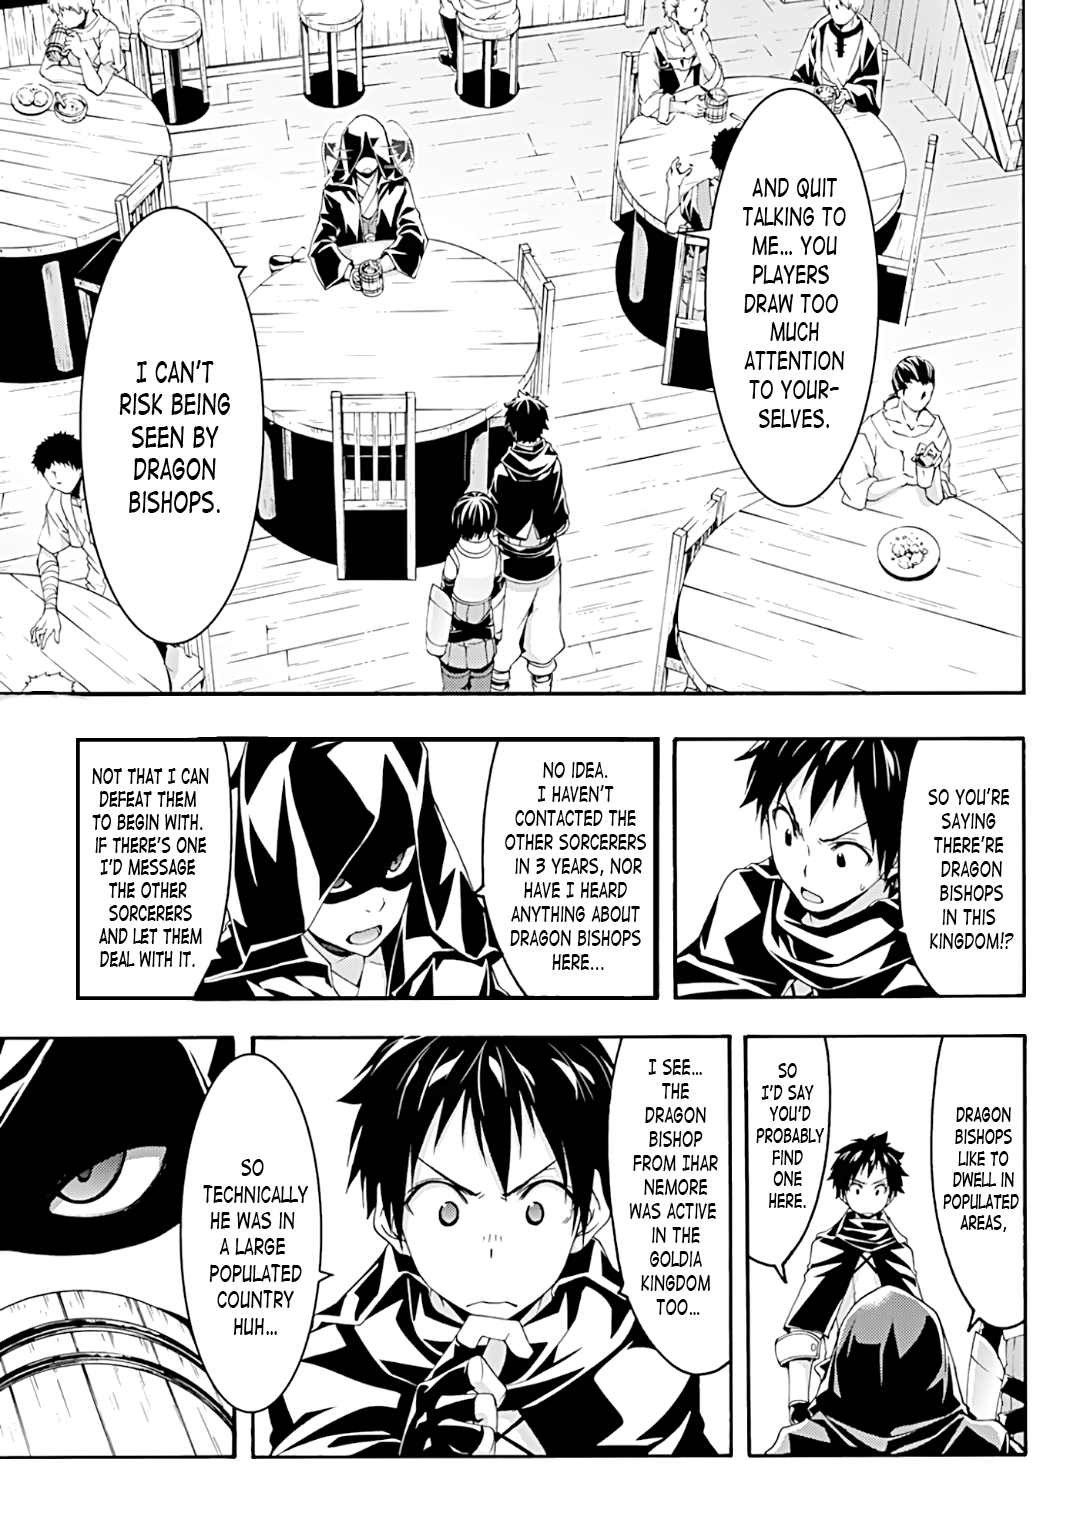 AND QUIT
TALKING TO
ME... YOU
PLAYERS
DRAW TOO
MUCH
ATTENTION
TO YOUR-
SELVES.
I CAN'T
RISK BEING
SEEN BY
DRAGON
BISHOPS.
SO YOU'RE
SAYING
THERE'RE
DRAGON
BISHOPS
IN THIS
KINGDOM!?
NO IDEA.
I HAVEN'T
CONTACTED THE
OTHER SORCERERS
IN 3 YEARS, NOR
HAVE I HEARD
ANYTHING ABOUT
DRAGON BISHOPS
HERE...
NOT THAT I CAN
DEFEAT THEM
TO BEGIN WITH.
IF THERE'S ONE
I'D MESSAGE
THE OTHER
SORCERERS
AND LET THEM
DEAL WITH IT.
DRAGON
BISHOPS
LIKE TO
DWELL IN
POPULATED
AREAS,
SO
I'D SAY
YOU'D
PROBABLY
FIND
ONE
HERE.
I SEE...
THE
DRAGON
BISHOP
FROM IHAR
NEMORE
WAS ACTIVE
IN THE
GOLDIA
KINGDOM
TOO...
SO
TECHNICALLY
HE WAS IN
A LARGE
POPULATED
COUNTRY
HUH...